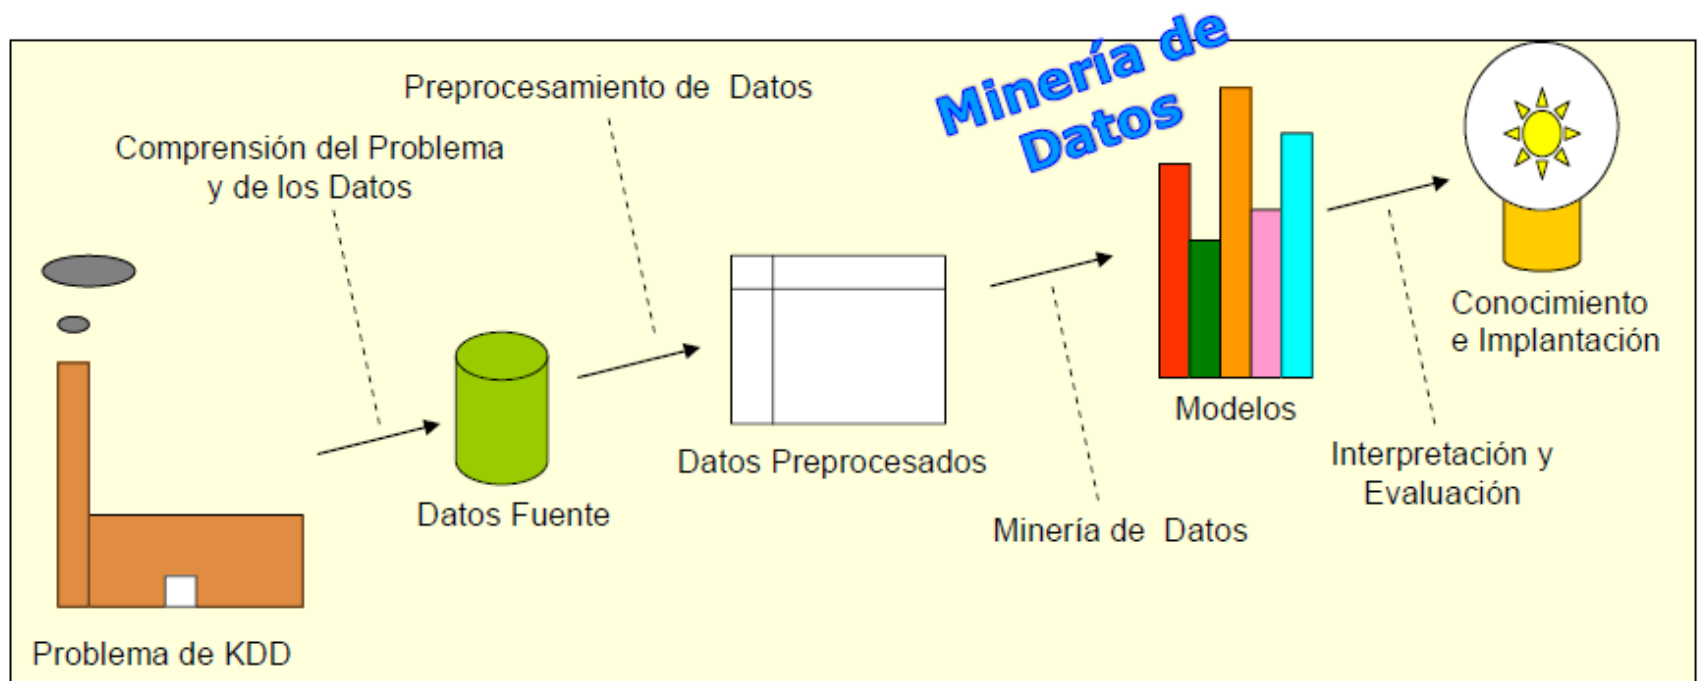 Minería de
Datos
Preprocesamiento de Datos
Comprensión del Problema
y de los Datos
Conocimiento
e Implantación
Modelos
Datos Preprocesados
Interpretación y
Evaluación
Datos Fuente
Minería de Datos
Problema de KDD